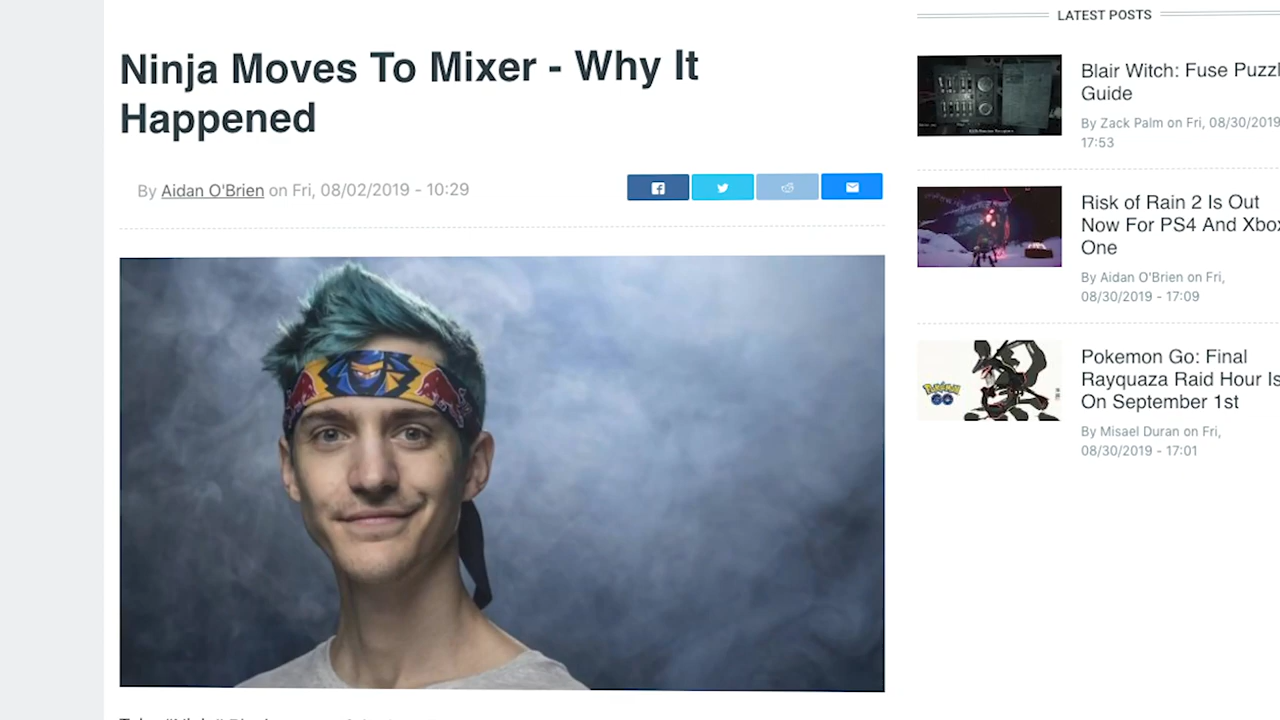 Ninja Moves To Mixer - Why It
Happened
By Aidan O'Brien on Fri, 08/02/2019 - 10:29
LATEST POSTS
Blair Witch: Fuse Puzzl
Guide
By Zack Palm on Fri, 08/30/2019
17:53
Risk of Rain 2 Is Out
Now For PS4 And Xbox
One
By Aidan O'Brien on Fri,
08/30/2019 - 17:09
Pokemon Go: Final
Rayquaza Raid Hour Is
On September 1st
By Misael Duran on Fri,
08/30/2019 - 17:01
Pokémon
GO